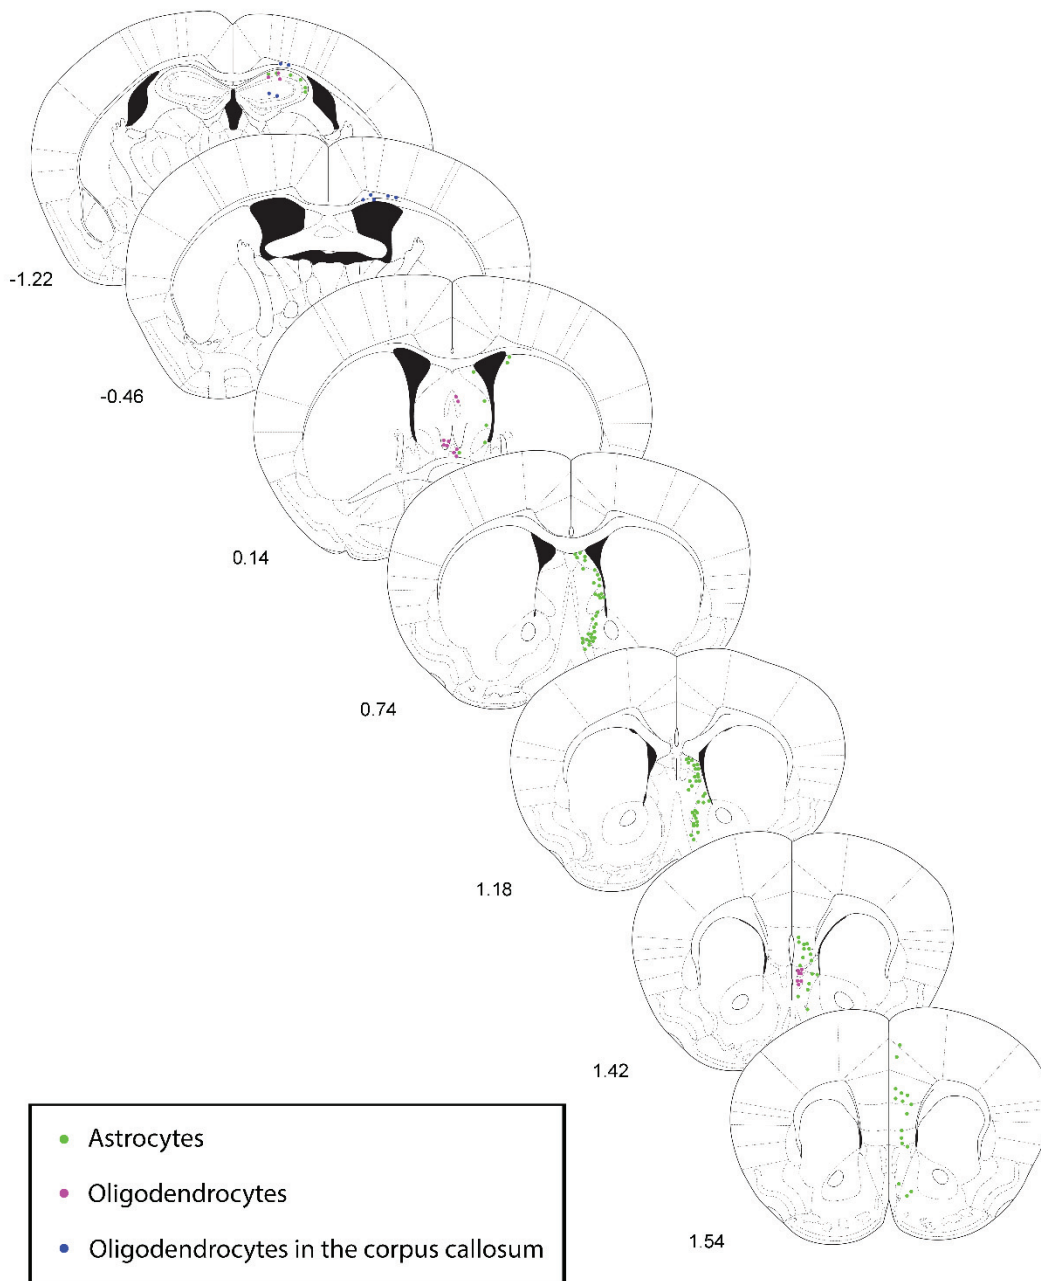 -1.22
-0.46
0.14
0.74
1.18
1.42
1.54
Astrocytes
Oligodendrocytes
Oligodendrocytes in the corpus callosum